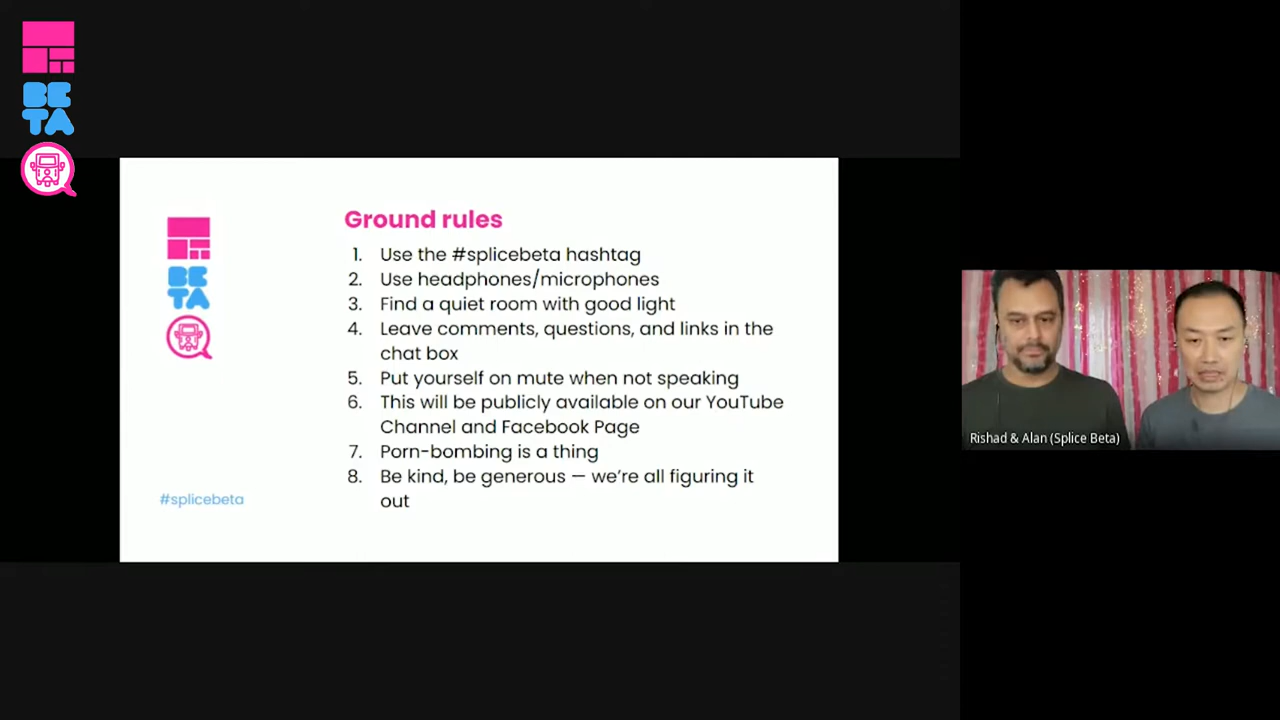 BE
TA
Ground rules
1. Use the #splicebeta hashtag
2. Use headphones/microphones
3. Find a quiet room with good light
4. Leave comments, questions, and links in the
chat box
5. Put yourself on mute when not speaking
6. This will be publicly available on our YouTube
Channel and Facebook Page
7. Porn-bombing is a thing
8. Be kind, be generous — we’re all figuring it
out
BE
TA
#splicebeta
Rishad & Alan (Splice Beta)